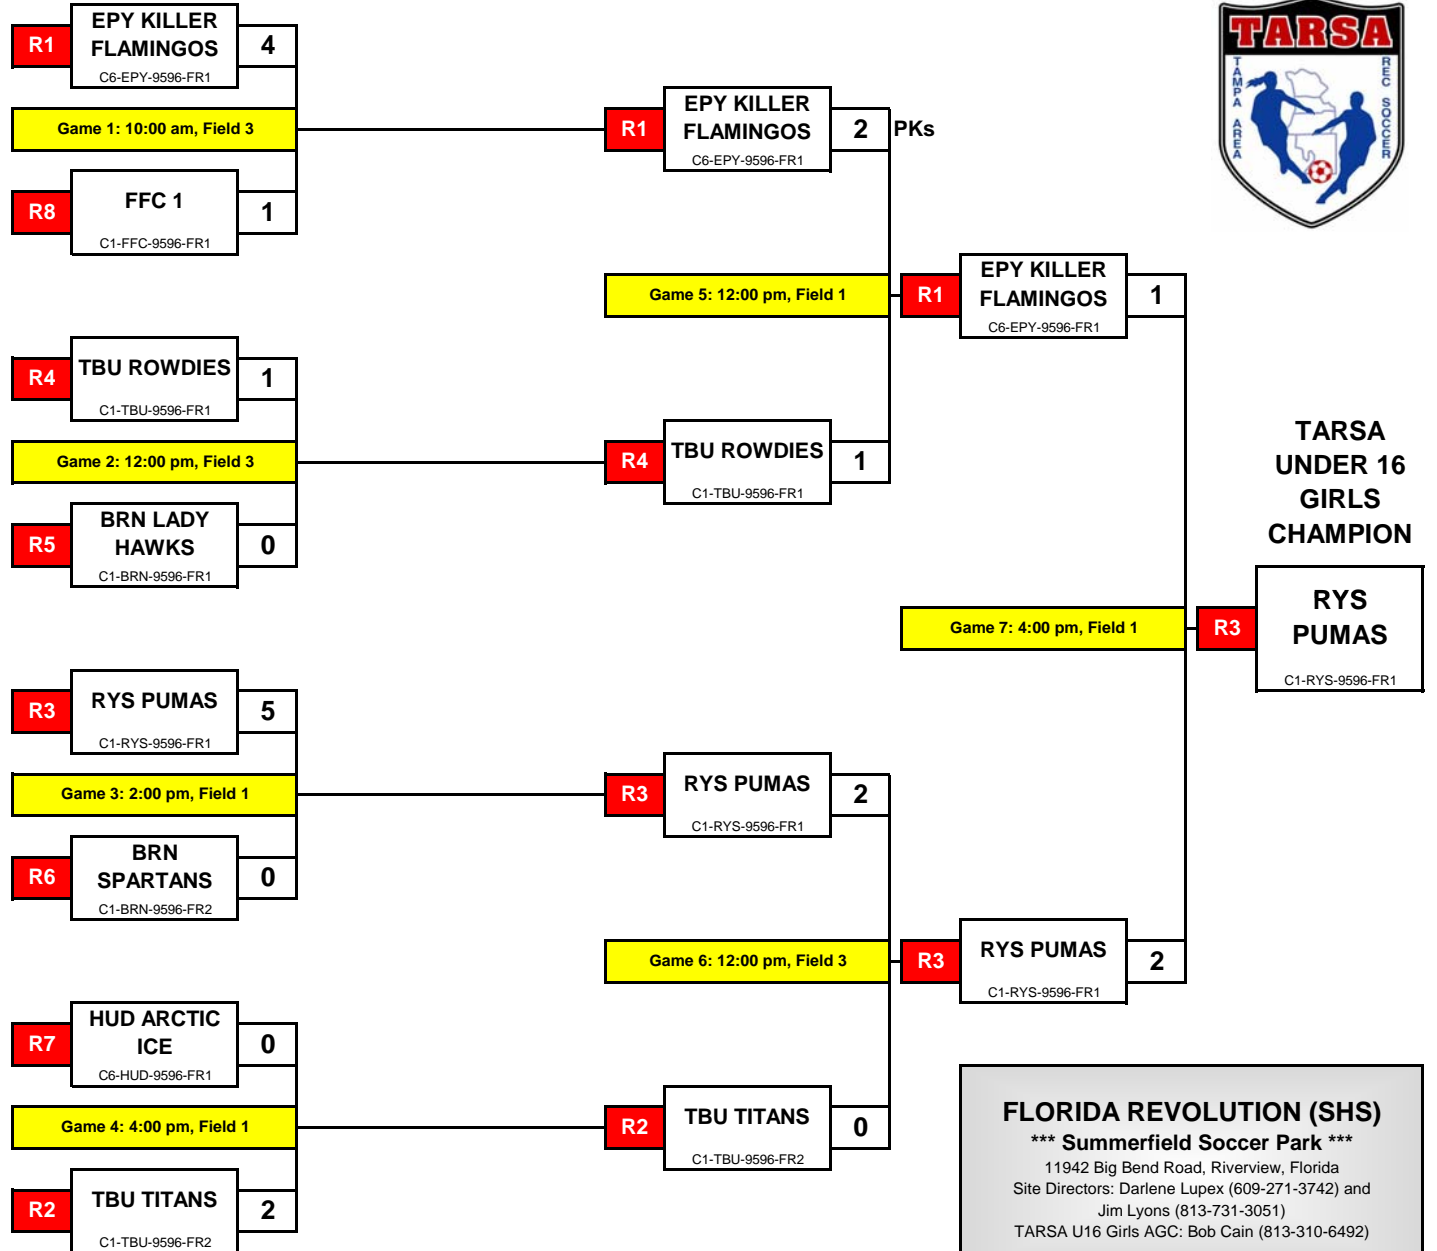 R1
EPY KILLER
FLAMINGOS
C6-EPY-9596-FR1
4
Game 1: 10:00 am, Field 3
R8
FFC 1
C1-FFC-9596-FR1
1
R4
TBU ROWDIES
C1-TBU-9596-FR1
1
Game 2: 12:00 pm, Field 3
R5
BRN LADY
HAWKS
C1-BRN-9596-FR1
0
R3
RYS PUMAS
C1-RYS-9596-FR1
5
Game 3: 2:00 pm, Field 1
R6
BRN
SPARTANS
C1-BRN-9596-FR2
0
R7
HUD ARCTIC
ICE
C6-HUD-9596-FR1
0
Game 4: 4:00 pm, Field 1
R2
TBU TITANS
C1-TBU-9596-FR2
2
R1
EPY KILLER
FLAMINGOS
C6-EPY-9596-FR1
2
PKs
Game 5: 12:00 pm, Field 1
R4
TBU ROWDIES
C1-TBU-9596-FR1
1
R3
RYS PUMAS
C1-RYS-9596-FR1
2
Game 6: 12:00 pm, Field 3
R2
TBU TITANS
C1-TBU-9596-FR2
0
R1
EPY KILLER
FLAMINGOS
C6-EPY-9596-FR1
1
Game 7: 4:00 pm, Field 1
R3
RYS PUMAS
C1-RYS-9596-FR1
2
TARSA
TAMPA AREA
REC SOCCER
TARSA
UNDER 16
GIRLS
CHAMPION
R3
RYS
PUMAS
C1-RYS-9596-FR1
FLORIDA REVOLUTION (SHS)
*** Summerfield Soccer Park ***
11942 Big Bend Road, Riverview, Florida
Site Directors: Darlene Lupex (609-271-3742) and
Jim Lyons (813-731-3051)
TARSA U16 Girls AGC: Bob Cain (813-310-6492)